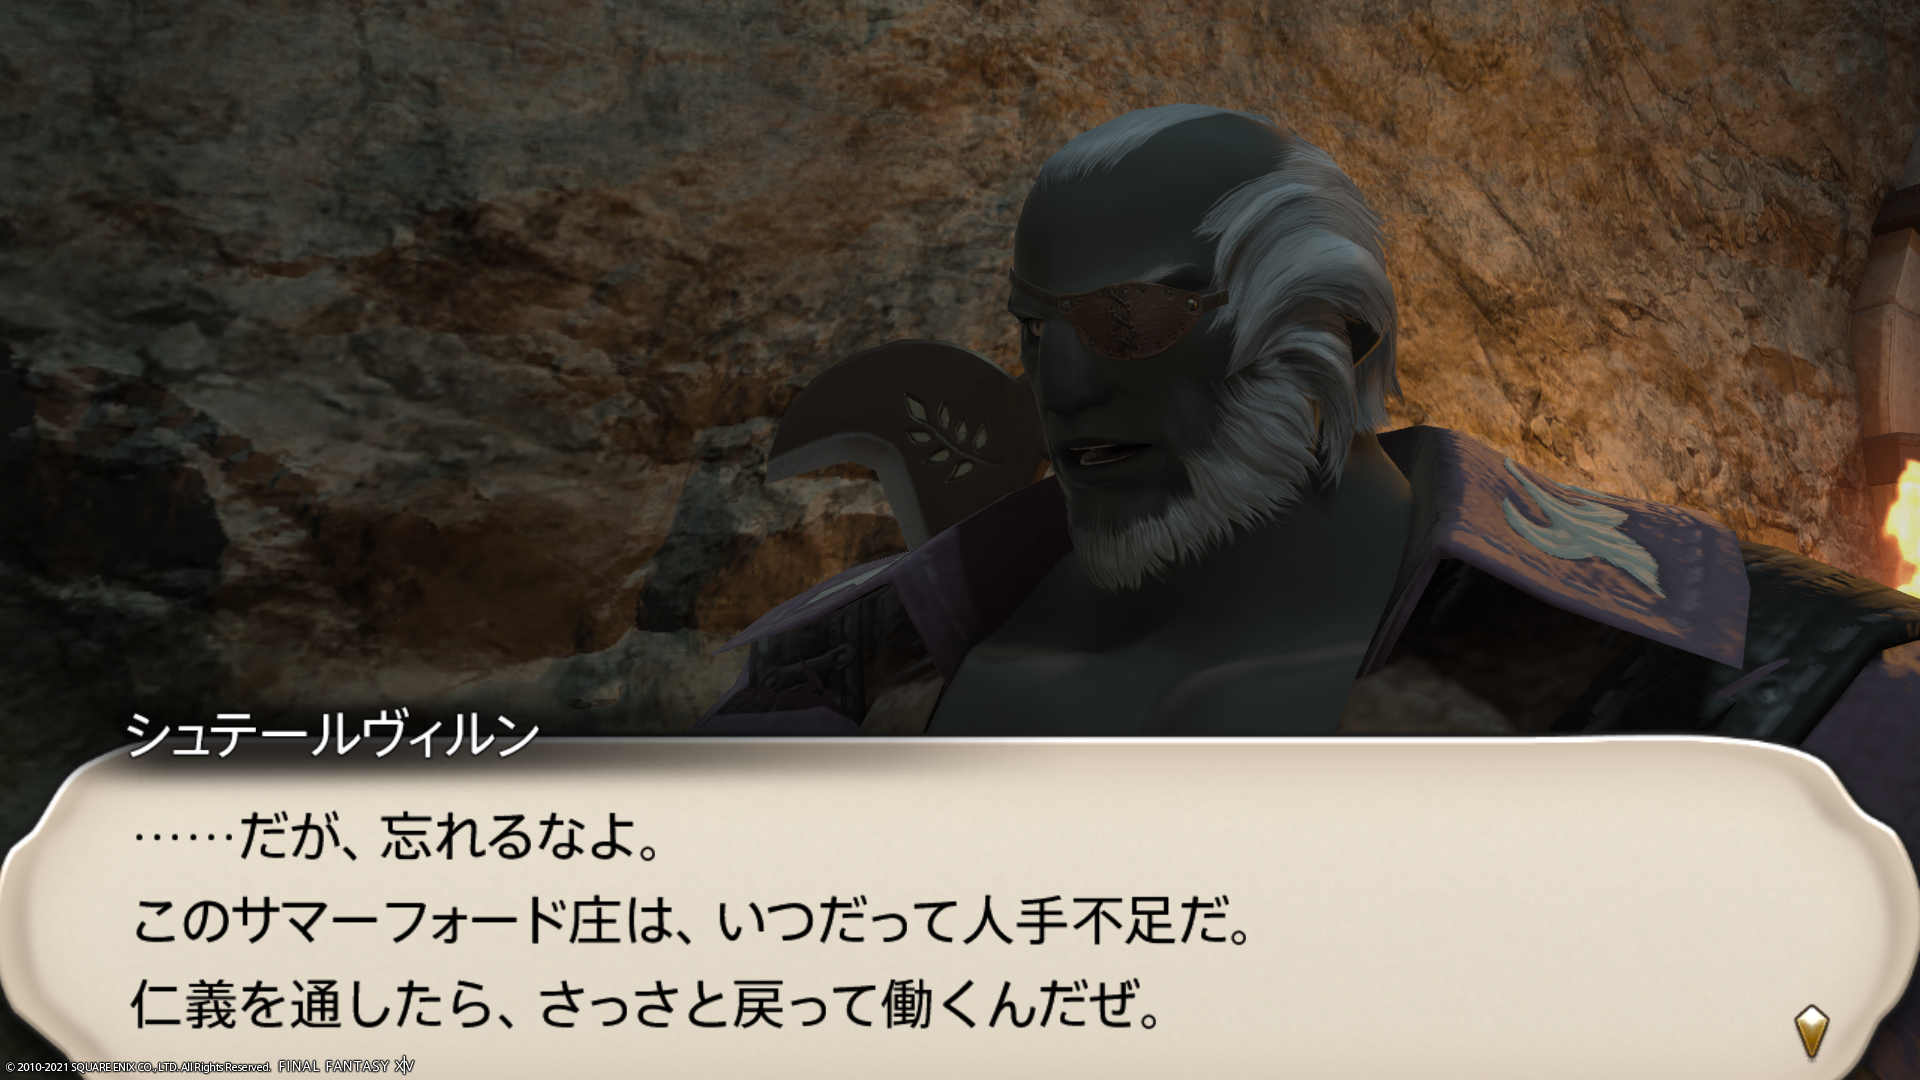 シュテールヴィルン
……だが、忘れるなよ。
このサマーフォード庄は、いつだって人手不足だ。
仁義を通したら、さっさと戻って働くんだぜ。
© 2010-2021 SQUARE ENIX CO., LTD. All Rights Reserved. FINAL FANTASY XIV